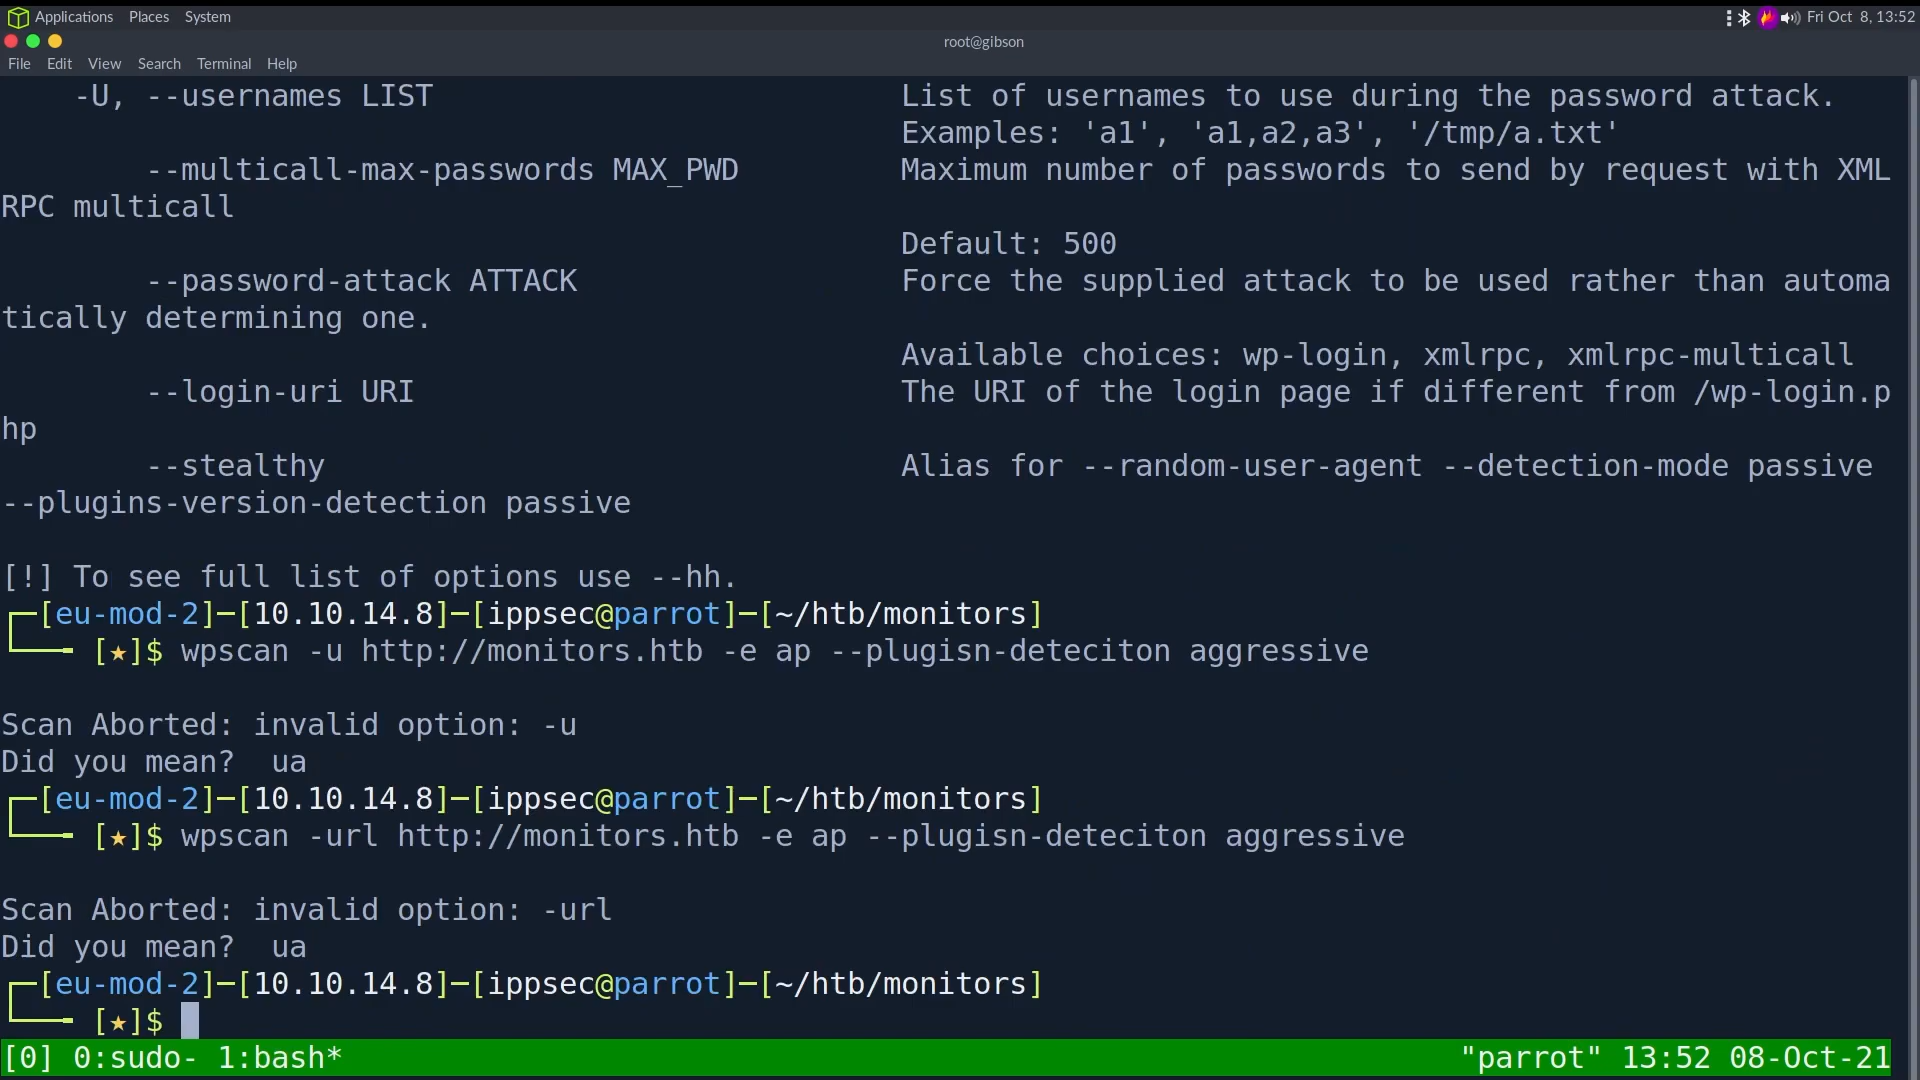 Applications Places System
Fri Oct 8, 13:52
root@gibson
File Edit View Search Terminal Help
-U, --usernames LIST List of usernames to use during the password attack.
Examples: 'a1', 'a1,a2,a3', '/tmp/a.txt'
--multicall-max-passwords MAX_PWD Maximum number of passwords to send by request with XML
RPC multicall
Default: 500
--password-attack ATTACK Force the supplied attack to be used rather than automa
tically determining one.
Available choices: wp-login, xmlrpc, xmlrpc-multicall
--login-uri URI The URI of the login page if different from /wp-login.p
hp
--stealthy Alias for --random-user-agent --detection-mode passive
--plugins-version-detection passive
[!] To see full list of options use --hh.
┌─[eu-mod-2]─[10.10.14.8]─[ippsec@parrot]─[~/htb/monitors]
└──╼ [★]$ wpscan -u http://monitors.htb -e ap --plugisn-deteciton aggressive
Scan Aborted: invalid option: -u
Did you mean? ua
┌─[eu-mod-2]─[10.10.14.8]─[ippsec@parrot]─[~/htb/monitors]
└──╼ [★]$ wpscan -url http://monitors.htb -e ap --plugisn-deteciton aggressive
Scan Aborted: invalid option: -url
Did you mean? ua
┌─[eu-mod-2]─[10.10.14.8]─[ippsec@parrot]─[~/htb/monitors]
└──╼ [★]$
[0] 0:sudo- 1:bash* "parrot" 13:52 08-Oct-21